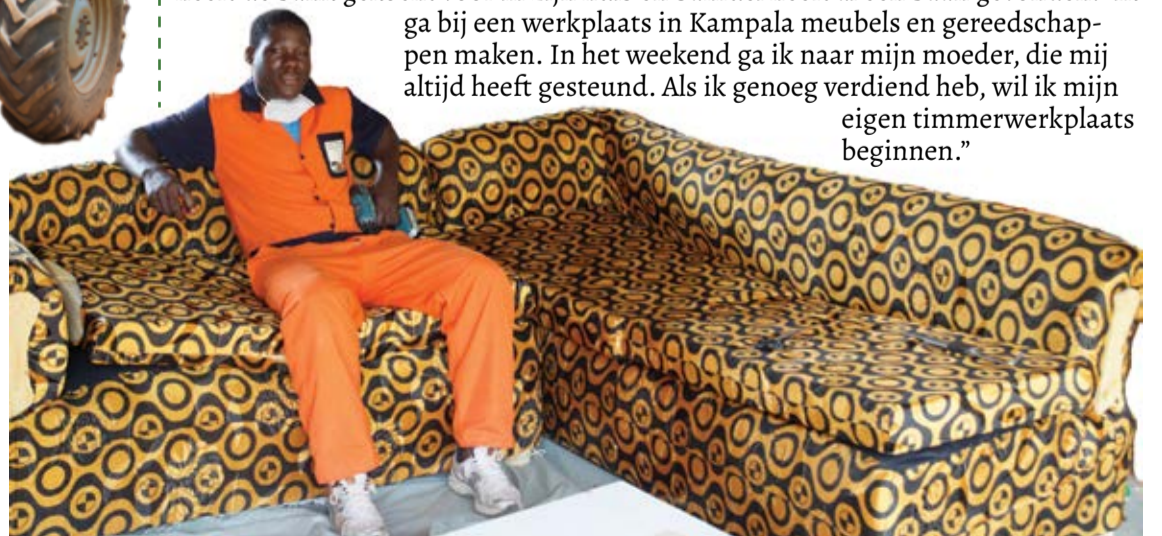 ga bij een werkplaats in Kampala meubels en gereedschap-
pen maken. In het weekend ga ik naar mijn moeder, die mij
altijd heeft gesteund. Als ik genoeg verdiend heb, wil ik mijn
eigen timmerwerkplaats
beginnen.”